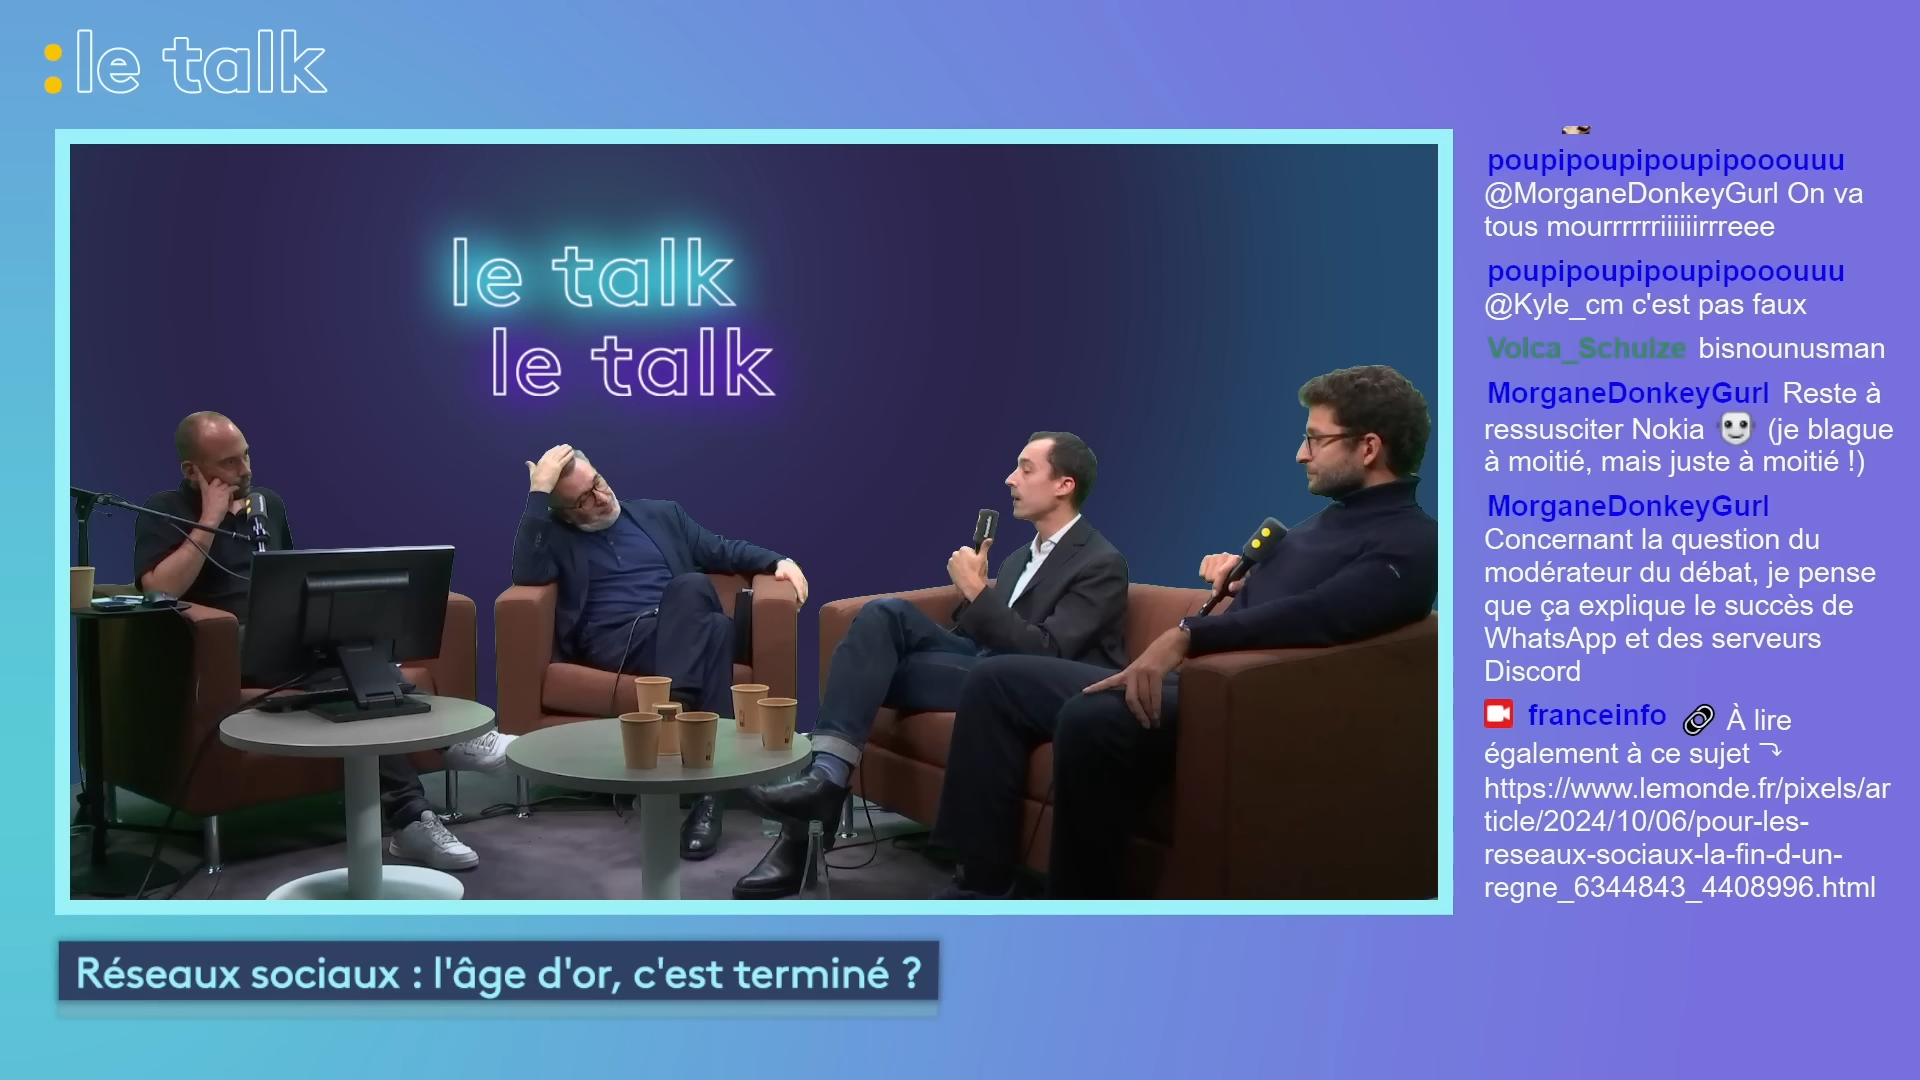 :le talk
le talk
le talk
poupipoupipoupipooouuu
@MorganeDonkeyGurl On va
tous mourrrrrrriiiiiirrreee
poupipoupipoupipooouuu
@Kyle_cm c'est pas faux
Volca_Schulze bisnounusman
MorganeDonkeyGurl Reste à
ressusciter Nokia (je blague
à moitié, mais juste à moitié !)
MorganeDonkeyGurl
Concernant la question du
modérateur du débat, je pense
que ça explique le succès de
WhatsApp et des serveurs
Discord
franceinfo À lire
également à ce sujet ⤵
https://www.lemonde.fr/pixels/ar
ticle/2024/10/06/pour-les-
reseaux-sociaux-la-fin-d-un-
regne_6344843_4408996.html
Réseaux sociaux : l'âge d'or, c'est terminé ?